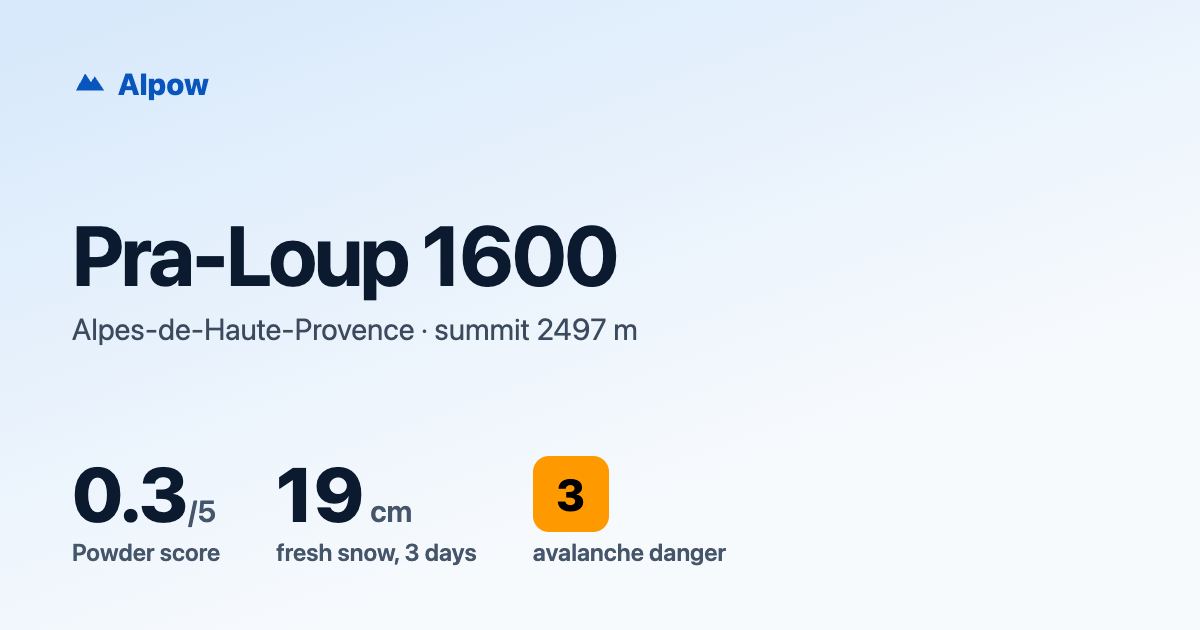 Alpow
Pra-Loup 1600
Alpes-de-Haute-Provence · summit 2497 m
0.3/5 19 cm 3
Powder score fresh snow, 3 days avalanche danger